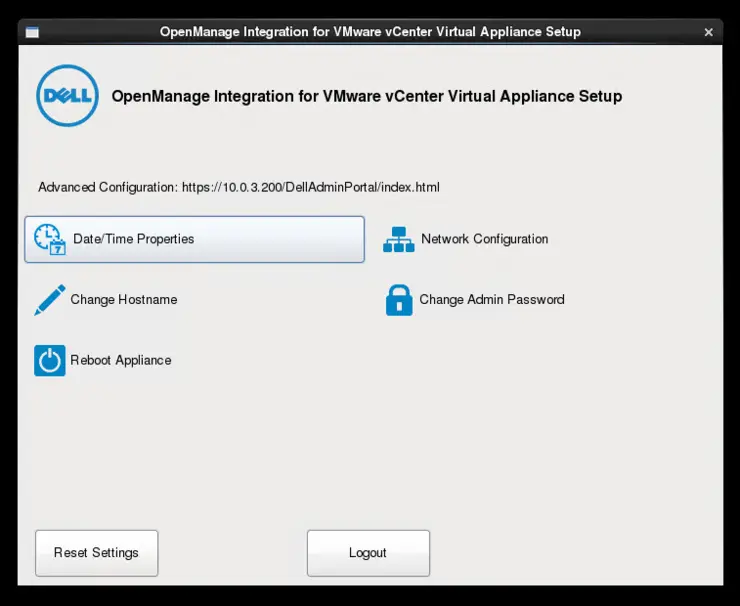 OpenManage Integration for VMware vCenter Virtual Appliance Setup
DELL
OpenManage Integration for VMware vCenter Virtual Appliance Setup
Advanced Configuration: https://10.0.3.200/DellAdminPortal/index.html
7
Date/Time Properties
Network Configuration
Change Hostname
Change Admin Password
Reboot Appliance
Reset Settings
Logout